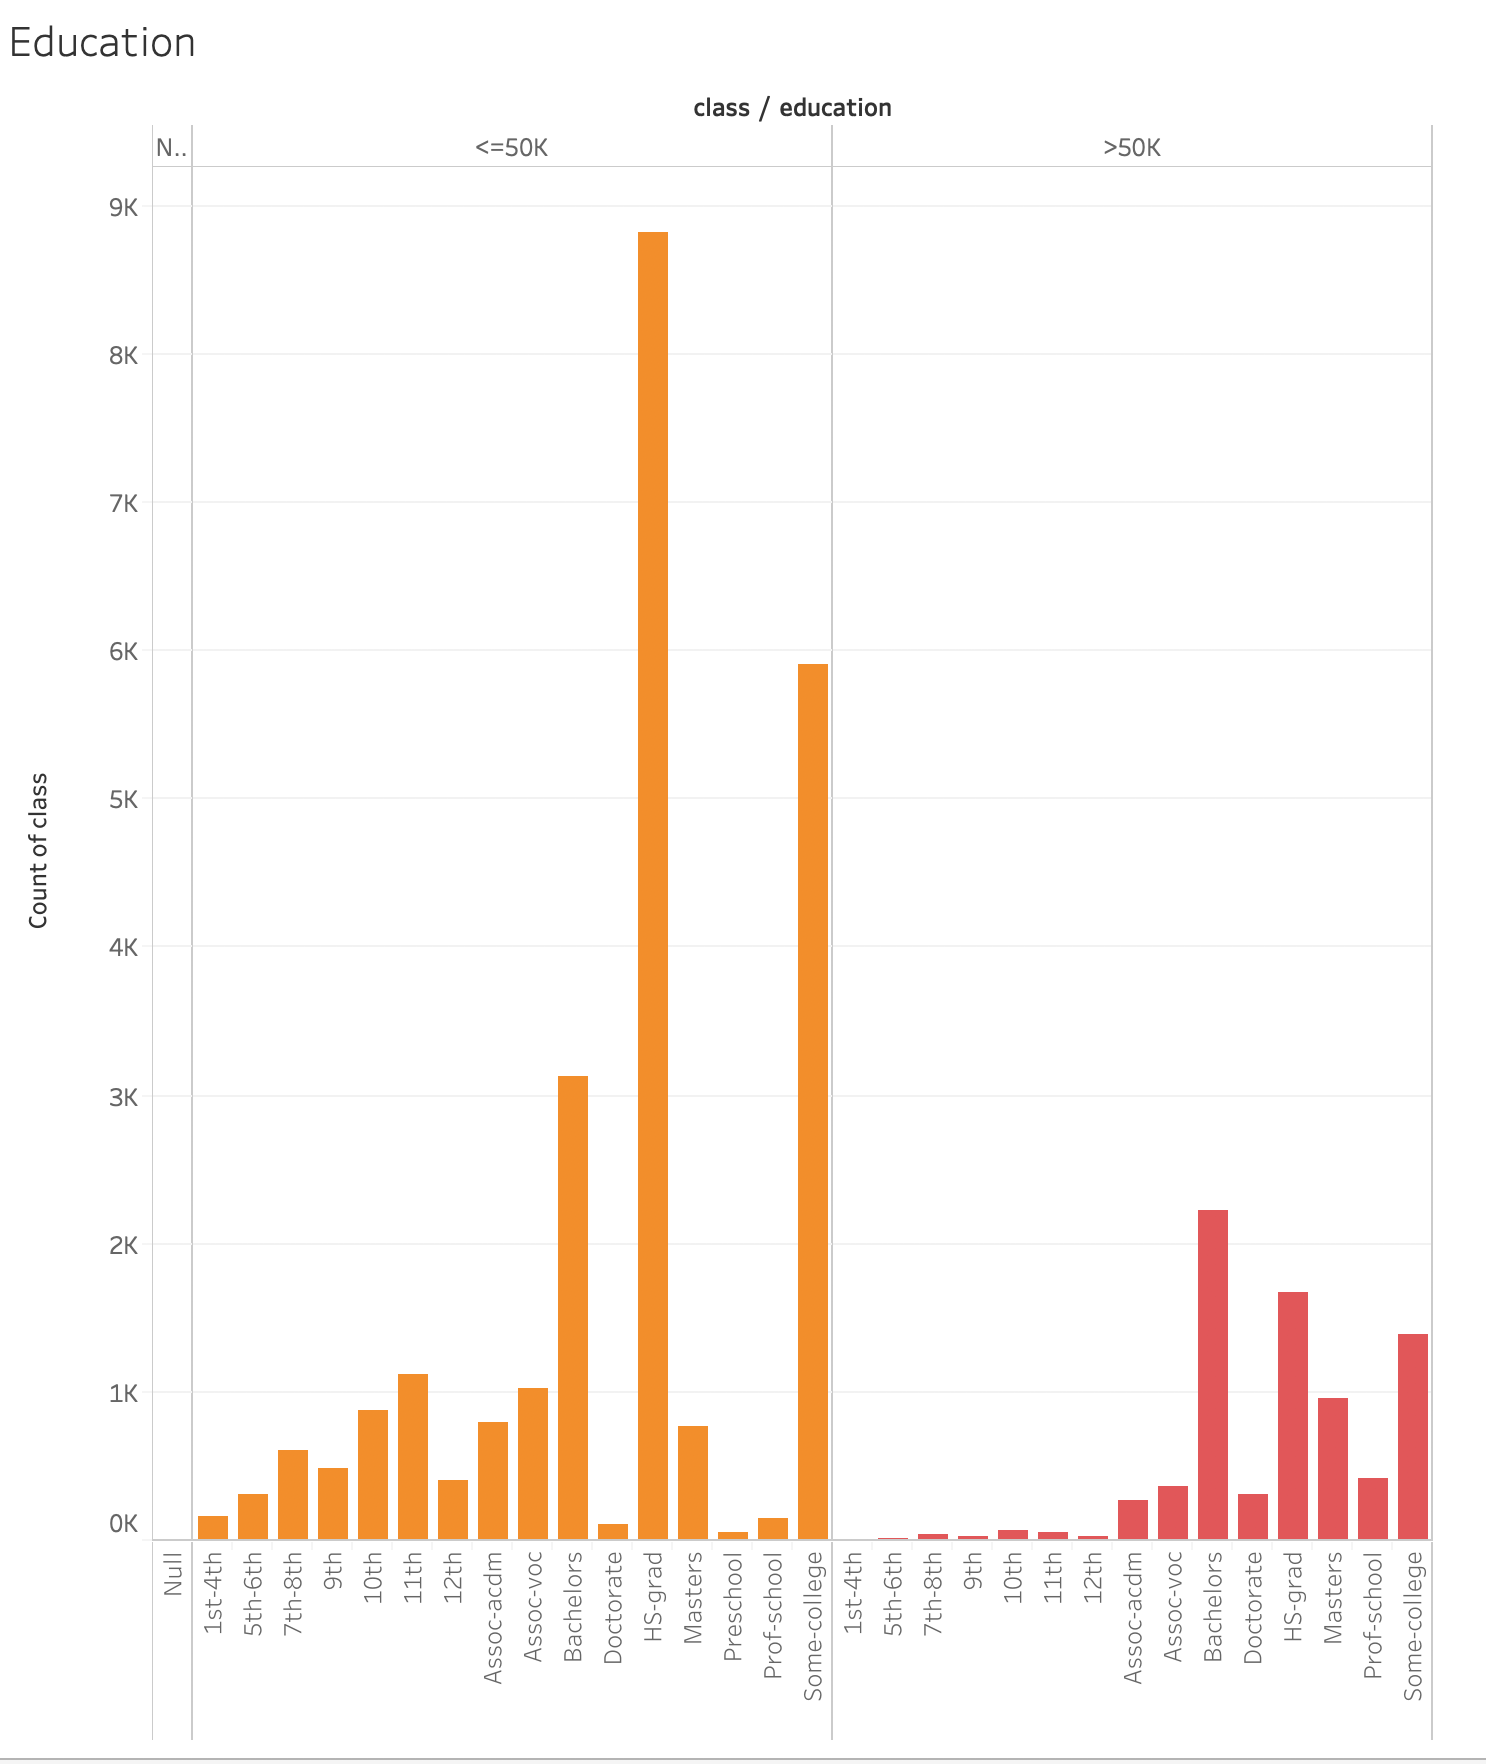 Education
class / education
N..
<=50K
>50K
9K
8K
7K
6K
5K
4K
3K
2K
1K
0K
Count of class
Null
1st-4th
5th-6th
7th-8th
9th
10th
11th
12th
Assoc-acdm
Assoc-voc
Bachelors
Doctorate
HS-grad
Masters
Preschool
Prof-school
Some-college
1st-4th
5th-6th
7th-8th
9th
10th
11th
12th
Assoc-acdm
Assoc-voc
Bachelors
Doctorate
HS-grad
Masters
Prof-school
Some-college